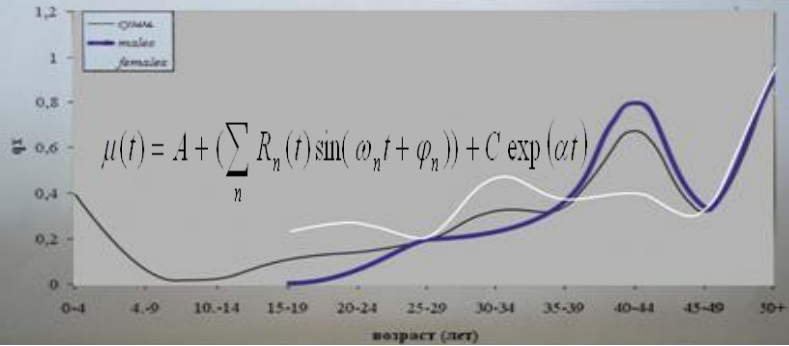 1,2
males
females
1
0,8
qx
0,6
μ(t) = A + (∑ R_n(t) sin( ω_n t + φ_n)) + C exp (αt)
n
0,4
0,2
0
0-4 4.-9 10.-14 15-19 20-24 25-29 30-34 35-39 40-44 45-49 50+
возраст (лет)